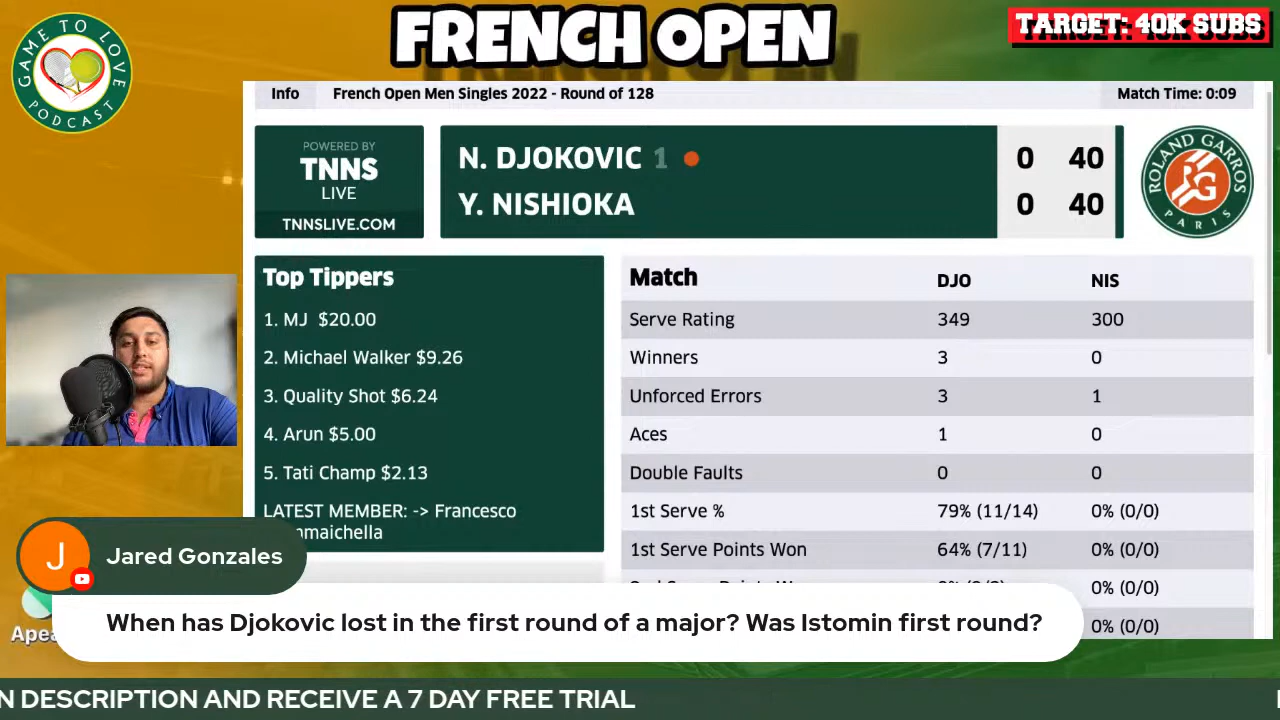 GAME TO LOVE
PODCAST
FRENCH OPEN
TARGET: 40K SUBS
Info French Open Men Singles 2022 - Round of 128 Match Time: 0:09
POWERED BY
TNNS
LIVE
TNNSLIVE.COM
N. DJOKOVIC 1 0 40
Y. NISHIOKA 0 40
ROLAND GARROS
RG
PARIS
Top Tippers
1. MJ $20.00
2. Michael Walker $9.26
3. Quality Shot $6.24
4. Arun $5.00
5. Tati Champ $2.13
LATEST MEMBER: -> Francesco
maichella
Match DJO NIS
Serve Rating 349 300
Winners 3 0
Unforced Errors 3 1
Aces 1 0
Double Faults 0 0
1st Serve % 79% (11/14) 0% (0/0)
1st Serve Points Won 64% (7/11) 0% (0/0)
0% (0/0)
0% (0/0)
J
Jared Gonzales
Apea
When has Djokovic lost in the first round of a major? Was Istomin first round?
N DESCRIPTION AND RECEIVE A 7 DAY FREE TRIAL